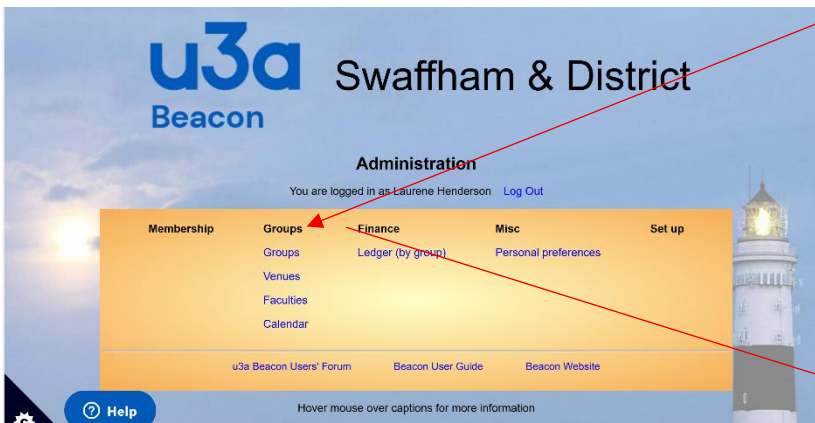 u3a
Beacon
Swaffham & District
Administration
You are logged in as Laurene Henderson Log Out
Membership Groups Finance Misc Set up
Groups Ledger (by group) Personal preferences
Venues
Faculties
Calendar
u3a Beacon Users' Forum Beacon User Guide Beacon Website
? Help
Hover mouse over captions for more information